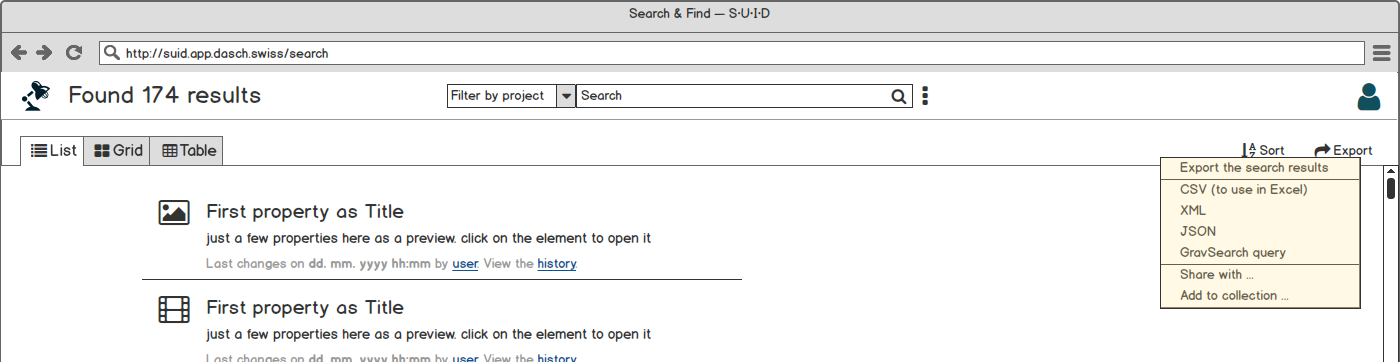 Search & Find — S·U·I·D
http://suid.app.dasch.swiss/search
Found 174 results
Filter by project
Search
List
Grid
Table
Sort
Export
Export the search results
CSV (to use in Excel)
XML
JSON
GravSearch query
Share with ...
Add to collection ...
First property as Title
just a few properties here as a preview. click on the element to open it
Last changes on dd. mm. yyyy hh:mm by user. View the history.
First property as Title
just a few properties here as a preview. click on the element to open it
Last changes on dd. mm. yyyy hh:mm by user. View the history.